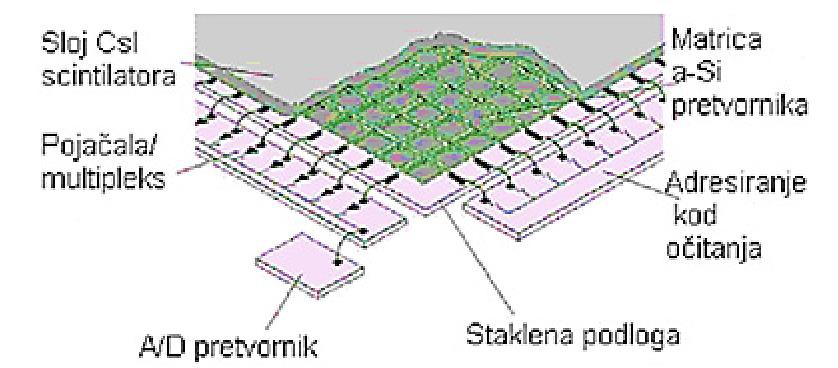 Sloj CsI
scintilatora
Pojačala/
multipleks
A/D pretvornik
Staklena podloga
Matrica
a-Si
pretvornika
Adresiranje
kod
očitanja